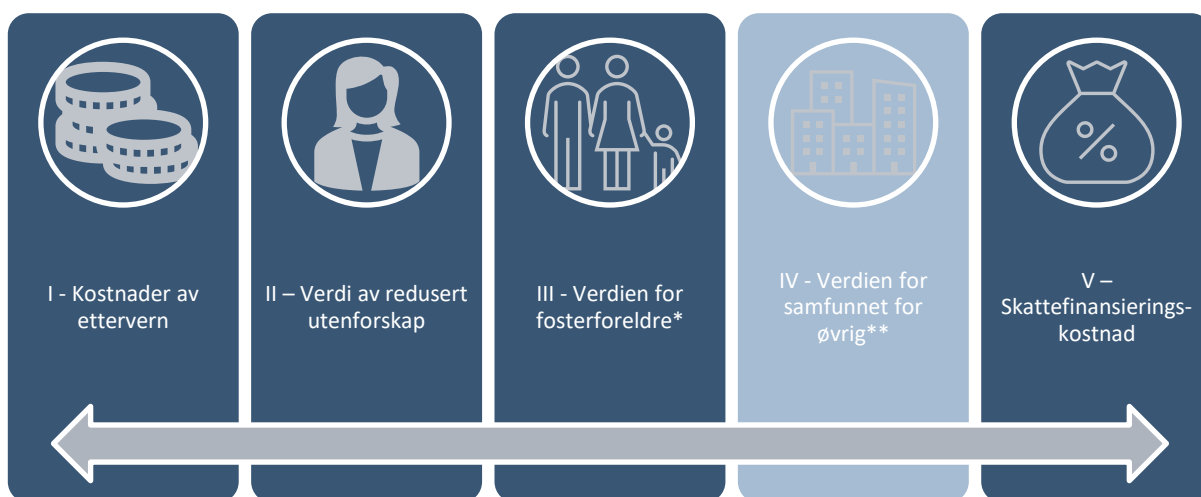 I - Kostnader av
ettervern
II – Verdi av redusert
utenforskap
III - Verdien for
fosterforeldre*
IV - Verdien for
samfunnet for
øvrig**
V –
Skattefinansierings-
kostnad